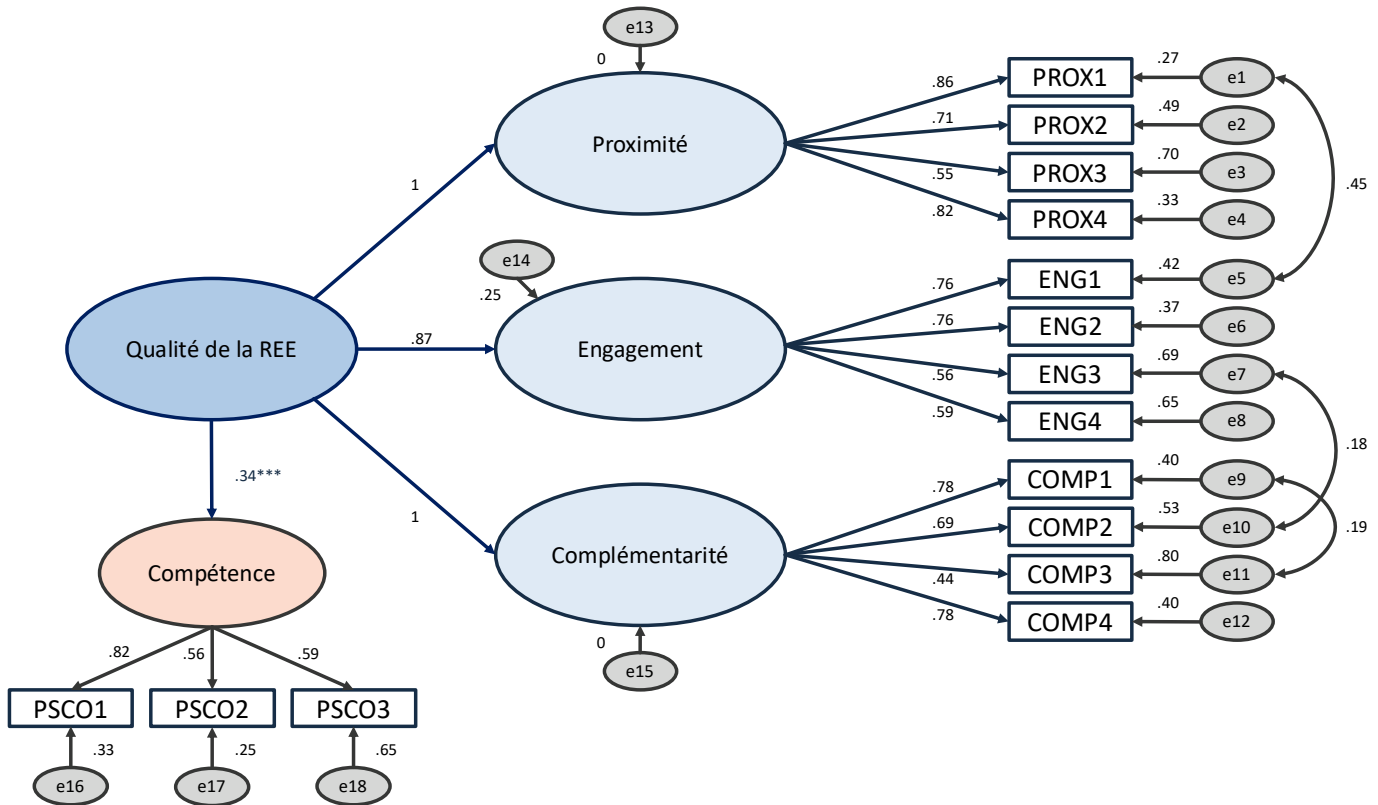 e13
0
Proximité
.86
.71
.55
.82
PROX1
PROX2
PROX3
PROX4
.27
.49
.70
.33
e1
e2
e3
e4
.45
1
e14
.25
Qualité de la REE
.87
Engagement
.76
.76
.56
.59
ENG1
ENG2
ENG3
ENG4
.42
.37
.69
.65
e5
e6
e7
e8
.18
1
Complémentarité
.78
.69
.44
.78
COMP1
COMP2
COMP3
COMP4
.40
.53
.80
.40
e9
e10
e11
e12
.19
0
e15
.34***
Compétence
.82
.56
.59
PSCO1
PSCO2
PSCO3
.33
.25
.65
e16
e17
e18